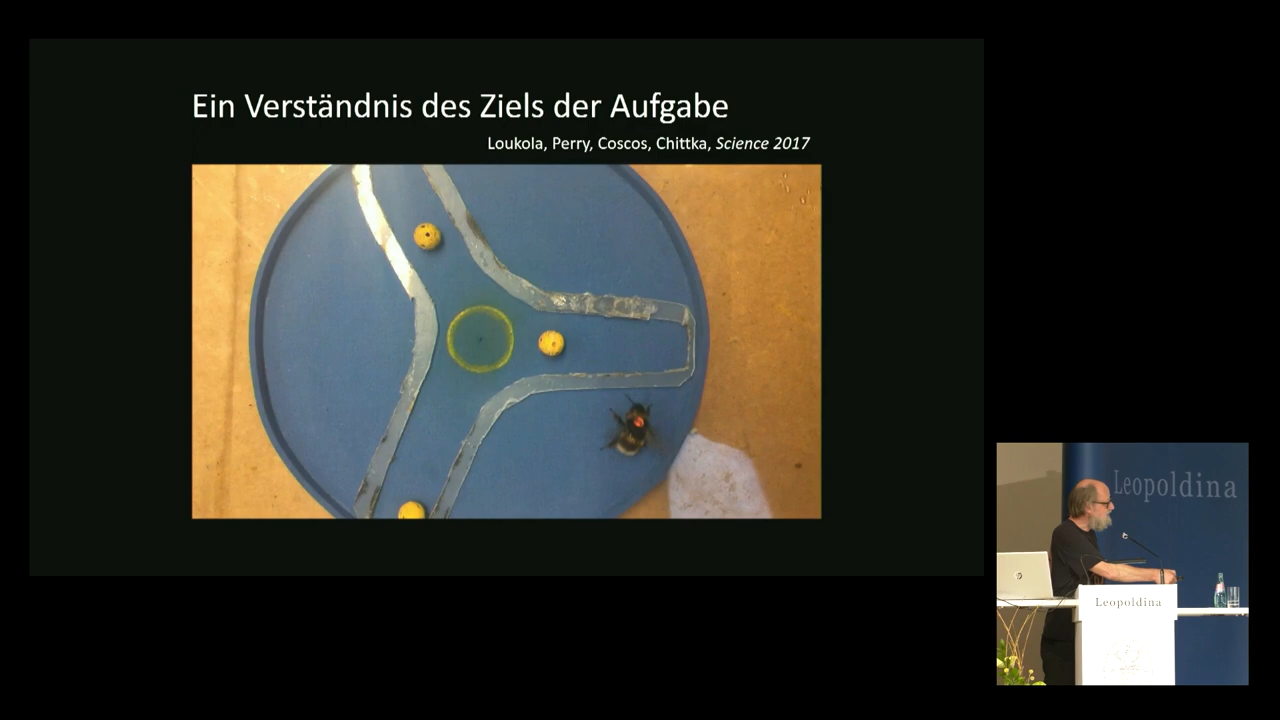 Ein Verständnis des Ziels der Aufgabe
Loukola, Perry, Coscos, Chittka, Science 2017
Leopoldina
Leopoldina